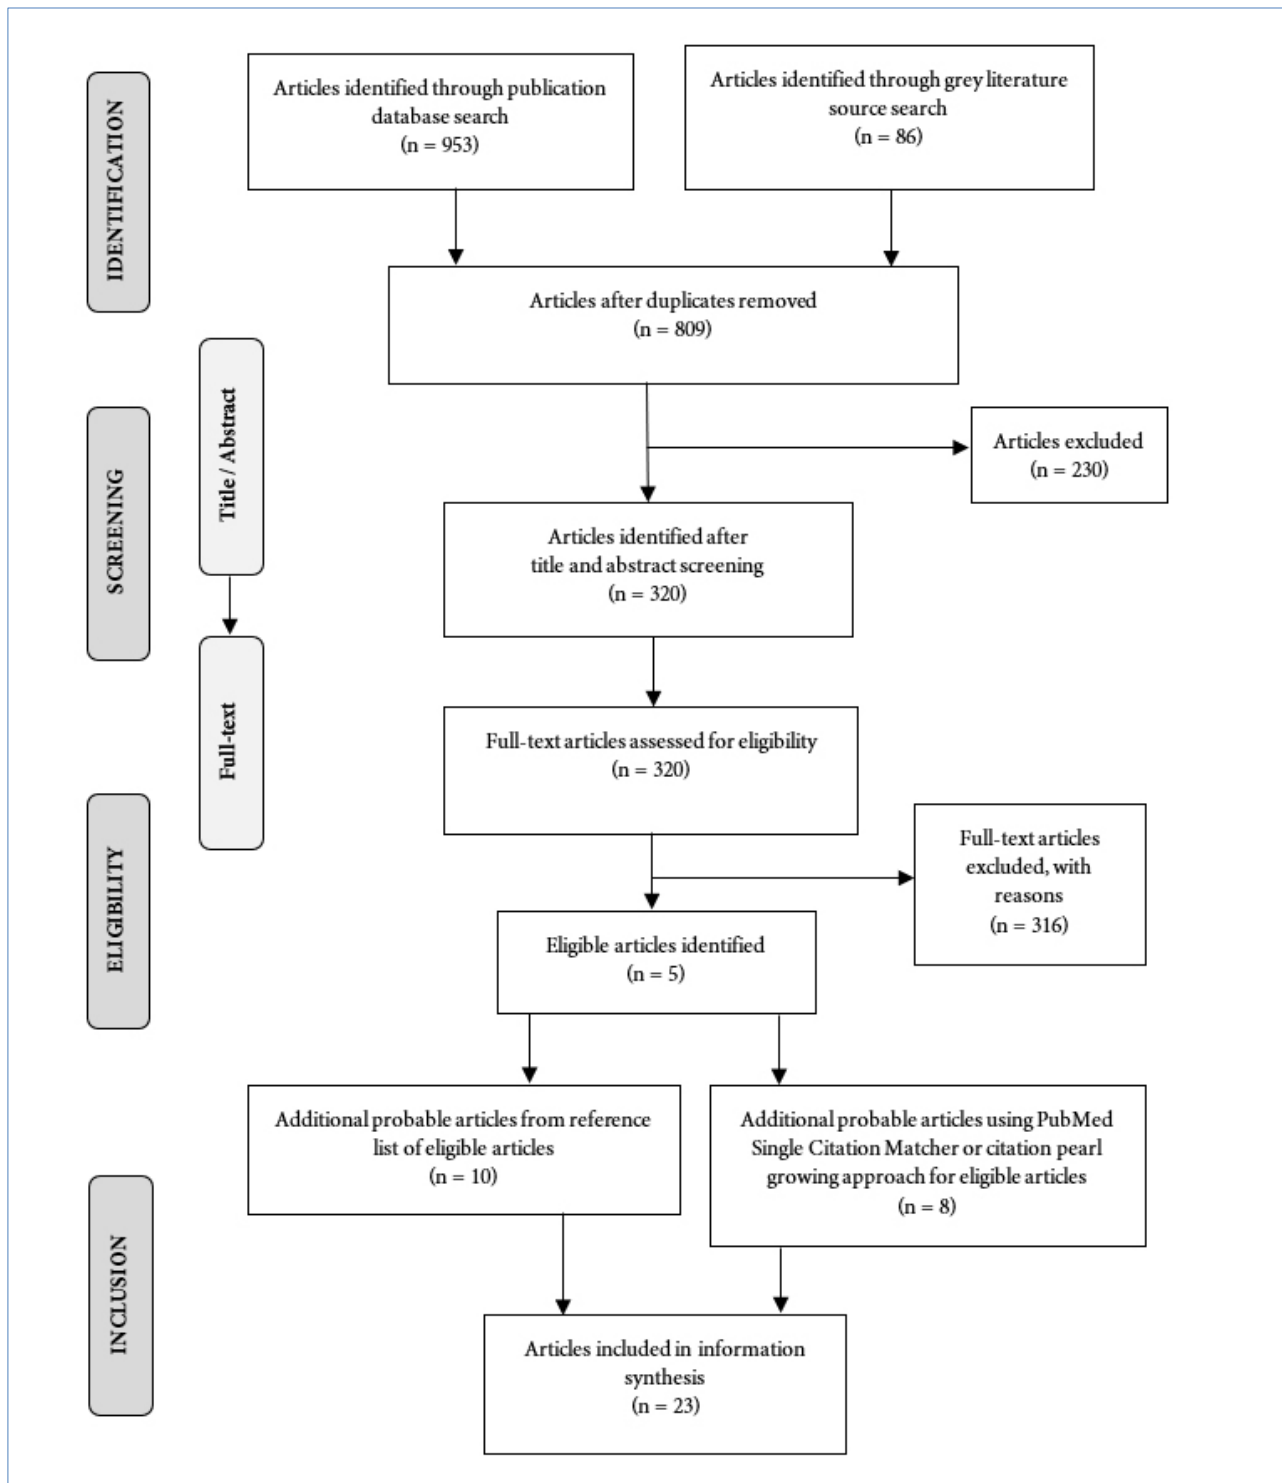 IDENTIFICATION
Articles identified through publication
database search
(n = 953)
Articles identified through grey literature
source search
(n = 86)
Articles after duplicates removed
(n = 809)
Title / Abstract
SCREENING
Articles excluded
(n = 230)
Articles identified after
title and abstract screening
(n = 320)
Full-text
Full-text articles assessed for eligibility
(n = 320)
ELIGIBILITY
Full-text articles
excluded, with
reasons
(n = 316)
Eligible articles identified
(n = 5)
Additional probable articles from reference
list of eligible articles
(n = 10)
Additional probable articles using PubMed
Single Citation Matcher or citation pearl
growing approach for eligible articles
(n = 8)
INCLUSION
Articles included in information
synthesis
(n = 23)